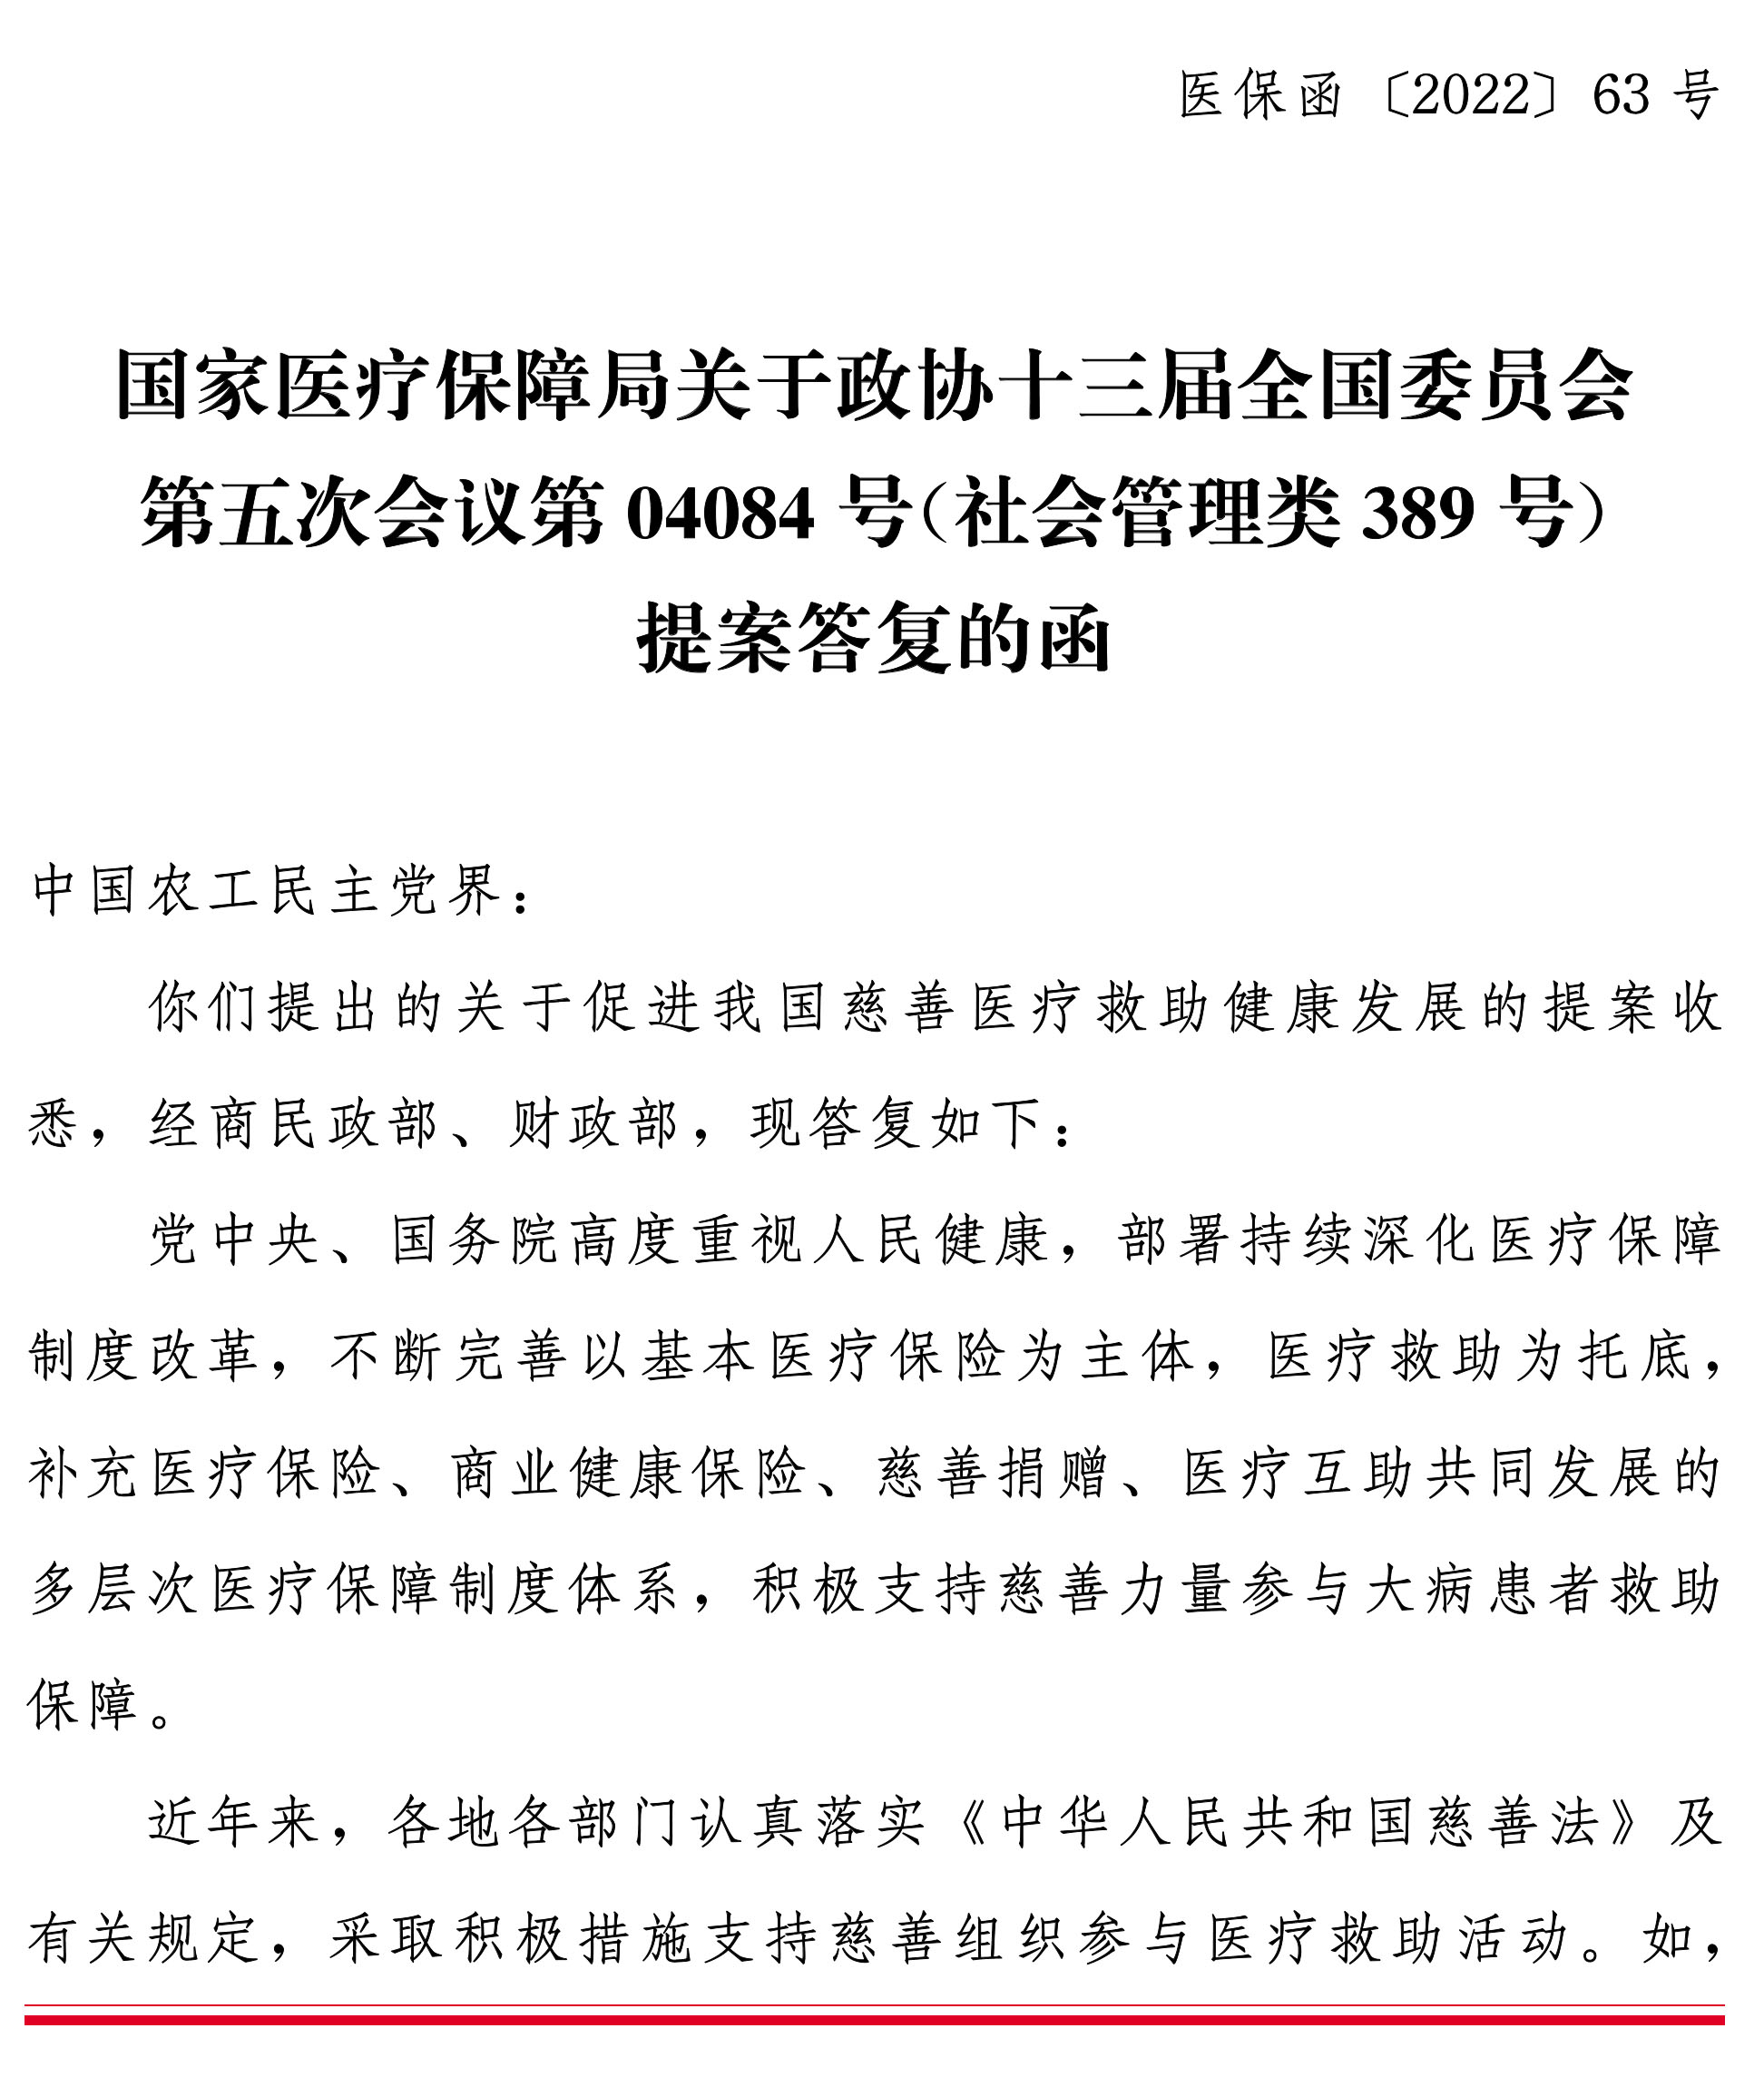 医保函〔2022〕63 号
国家医疗保障局关于政协十三届全国委员会
第五次会议第 04084 号（社会管理类 389 号）
提案答复的函
中国农工民主党界：
你们提出的关于促进我国慈善医疗救助健康发展的提案收
悉，经商民政部、财政部，现答复如下：
党中央、国务院高度重视人民健康，部署持续深化医疗保障
制度改革，不断完善以基本医疗保险为主体，医疗救助为托底，
补充医疗保险、商业健康保险、慈善捐赠、医疗互助共同发展的
多层次医疗保障制度体系，积极支持慈善力量参与大病患者救助
保障。
近年来，各地各部门认真落实《中华人民共和国慈善法》及
有关规定，采取积极措施支持慈善组织参与医疗救助活动。如，